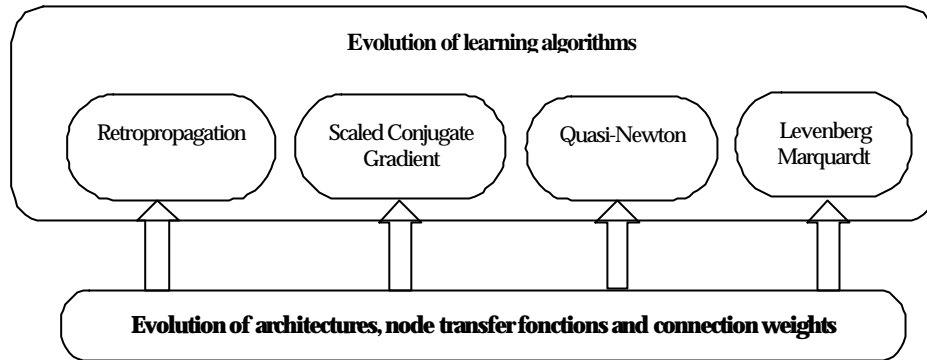 Evolution of learning algorithms
Retropropagation
Scaled Conjugate
Gradient
Quasi-Newton
Levenberg
Marquardt
Evolution of architectures, node transfer fonctions and connection weights